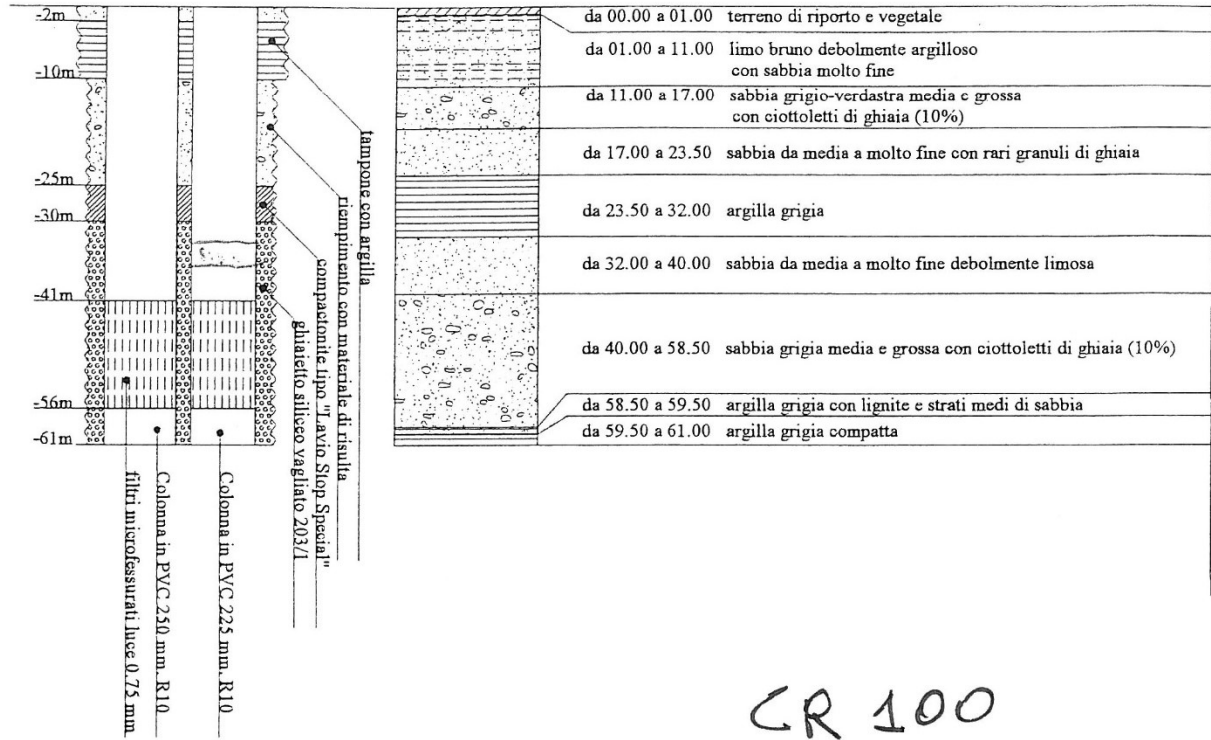 -2m
-10m
-25m
-30m
-41m
-56m
-61m
tampone con argilla
riempimento con materiale di risulta
compactonite tipo "Lavio Stop Special"
ghiaietto siliceo vagliato 203/1
Colonna in PVC 225 mm. R10
Colonna in PVC 250 mm. R10
filtri microfessurati luce 0.75 mm
da 00.00 a 01.00 terreno di riporto e vegetale
da 01.00 a 11.00 limo bruno debolmente argilloso
con sabbia molto fine
da 11.00 a 17.00 sabbia grigio-verdastra media e grossa
con ciottoletti di ghiaia (10%)
da 17.00 a 23.50 sabbia da media a molto fine con rari granuli di ghiaia
da 23.50 a 32.00 argilla grigia
da 32.00 a 40.00 sabbia da media a molto fine debolmente limosa
da 40.00 a 58.50 sabbia grigia media e grossa con ciottoletti di ghiaia (10%)
da 58.50 a 59.50 argilla grigia con lignite e strati medi di sabbia
da 59.50 a 61.00 argilla grigia compatta
CR 100